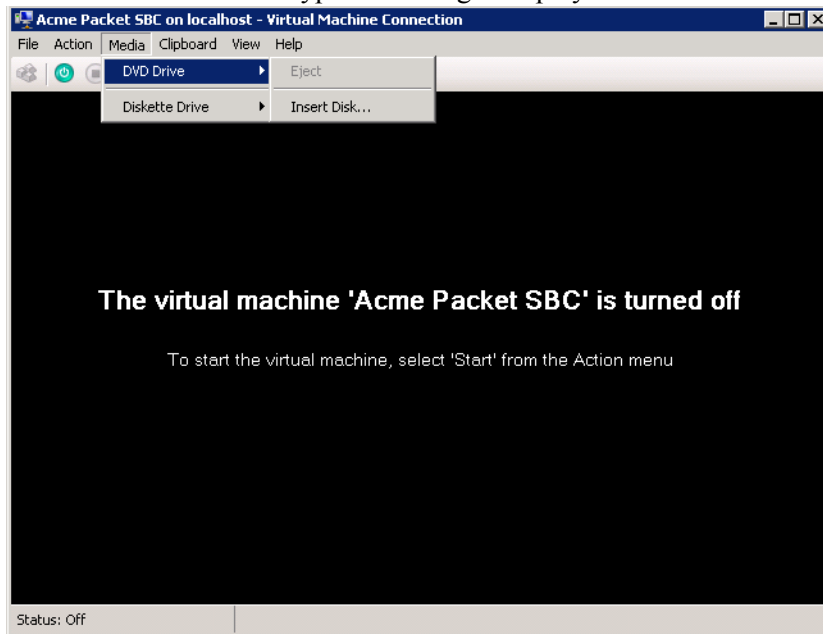 Acme Packet SBC on localhost - Virtual Machine Connection
File Action Media Clipboard View Help
DVD Drive Eject
Diskette Drive Insert Disk...
The virtual machine 'Acme Packet SBC' is turned off
To start the virtual machine, select 'Start' from the Action menu
Status: Off